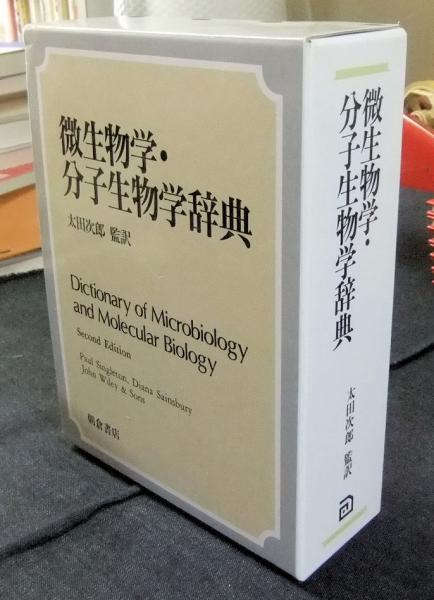 微生物学・
分子生物学辞典
太田次郎 監訳
Dictionary of Microbiology
and Molecular Biology
Second Edition
Paul Singleton, Diana Sainsbury
John Wiley & Sons
朝倉書店
微生物学・
分子生物学辞典
太田次郎 監訳